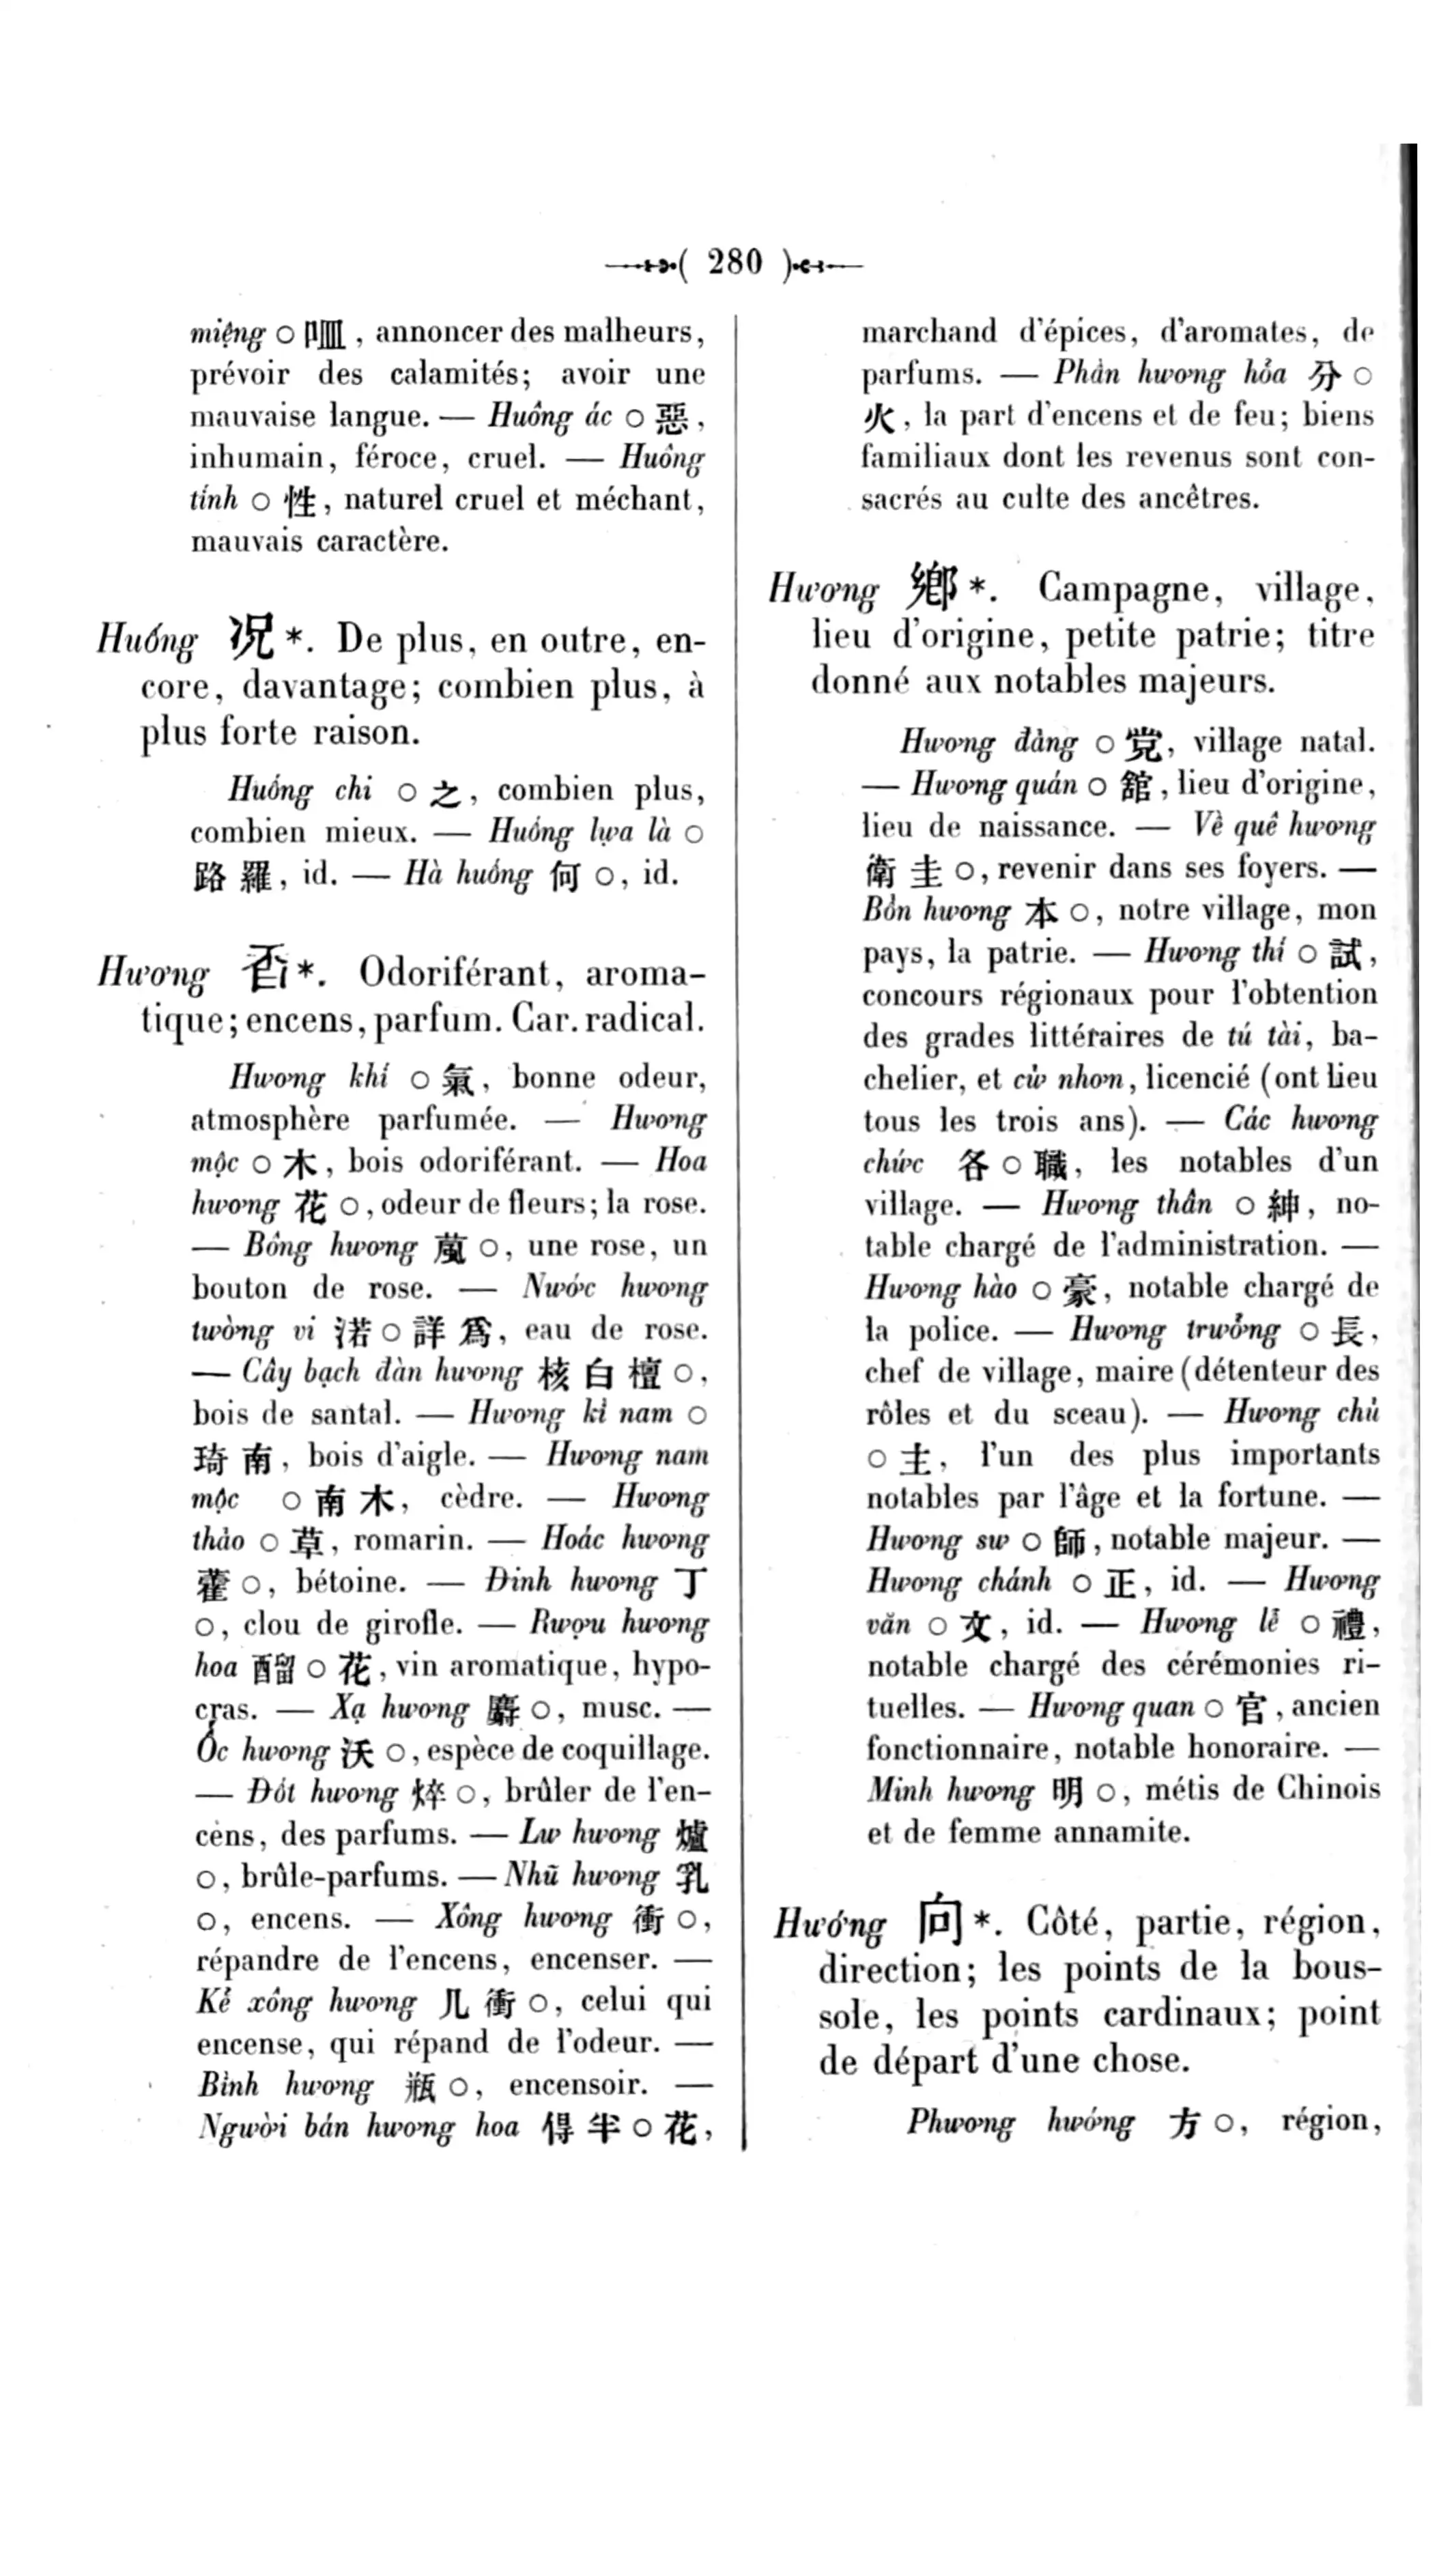 ( 280 )
miệng ○ 𠰘, annoncer des malheurs,
prévoir des calamités; avoir une
mauvaise langue. — Huông ác ○ 惡,
inhumain, féroce, cruel. — Huông
tính ○ 性, naturel cruel et méchant,
mauvais caractère.
Huống 況 *. De plus, en outre, en-
core, davantage; combien plus, à
plus forte raison.
Huống chi ○ 之, combien plus,
combien mieux. — Huống lựa là ○
路 羅, id. — Hà huống 何 ○, id.
Hương 香 *. Odoriférant, aroma-
tique; encens, parfum. Car. radical.
Hương khí ○ 氣, bonne odeur,
atmosphère parfumée. — Hương
mộc ○ 木, bois odoriférant. — Hoa
hương 花 ○, odeur de fleurs; la rose.
— Bông hương ○, une rose, un
bouton de rose. — Nước hương
tường vi 渃 ○ 詳 爲, eau de rose.
— Cây bạch đàn hương 核 白 檀 ○,
bois de santal. — Hương kì nam ○
琦 南, bois d'aigle. — Hương nam
mộc ○ 南 木, cèdre. — Hương
thảo ○ 草, romarin. — Hoác hương
藿 ○, bétoine. — Đinh hương 丁
○, clou de girofle. — Rượu hương
hoa 酉留 ○ 花, vin aromatique, hypo-
cras. — Xạ hương 麝 ○, musc. —
Ốc hương 沃 ○, espèce de coquillage.
— Đốt hương 焠 ○, brûler de l'en-
cens, des parfums. — Lư hương 爐
○, brûle-parfums. — Nhũ hương 乳
○, encens. — Xông hương 衝 ○,
répandre de l'encens, encenser. —
Kẻ xông hương 几 衝 ○, celui qui
encense, qui répand de l'odeur. —
Bình hương 瓶 ○, encensoir. —
Người bán hương hoa 得 半 ○ 花,
marchand d'épices, d'aromates, de
parfums. — Phần hương hỏa 分 ○
火, la part d'encens et de feu; biens
familiaux dont les revenus sont con-
sacrés au culte des ancêtres.
Hương 鄉 *. Campagne, village,
lieu d'origine, petite patrie; titre
donné aux notables majeurs.
Hương đảng ○ 党, village natal.
— Hương quán ○ 舘, lieu d'origine,
lieu de naissance. — Về quê hương
衛 圭 ○, revenir dans ses foyers. —
Bổn hương 本 ○, notre village, mon
pays, la patrie. — Hương thí ○ 試,
concours régionaux pour l'obtention
des grades littéraires de tú tài, ba-
chelier, et cử nhơn, licencié (ont lieu
tous les trois ans). — Các hương
chức 各 ○ 職, les notables d'un
village. — Hương thân ○ 紳, no-
table chargé de l'administration. —
Hương hào ○ 豪, notable chargé de
la police. — Hương trưởng ○ 長,
chef de village, maire (détenteur des
rôles et du sceau). — Hương chủ
○ 主, l'un des plus importants
notables par l'âge et la fortune. —
Hương sư ○ 師, notable majeur. —
Hương chánh ○ 正, id. — Hương
văn ○ 文, id. — Hương lễ ○ 禮,
notable chargé des cérémonies ri-
tuelles. — Hương quan ○ 官, ancien
fonctionnaire, notable honoraire. —
Minh hương 明 ○, métis de Chinois
et de femme annamite.
Hướng 向 *. Côté, partie, région,
direction; les points de la bous-
sole, les points cardinaux; point
de départ d'une chose.
Phương hướng 方 ○, région,